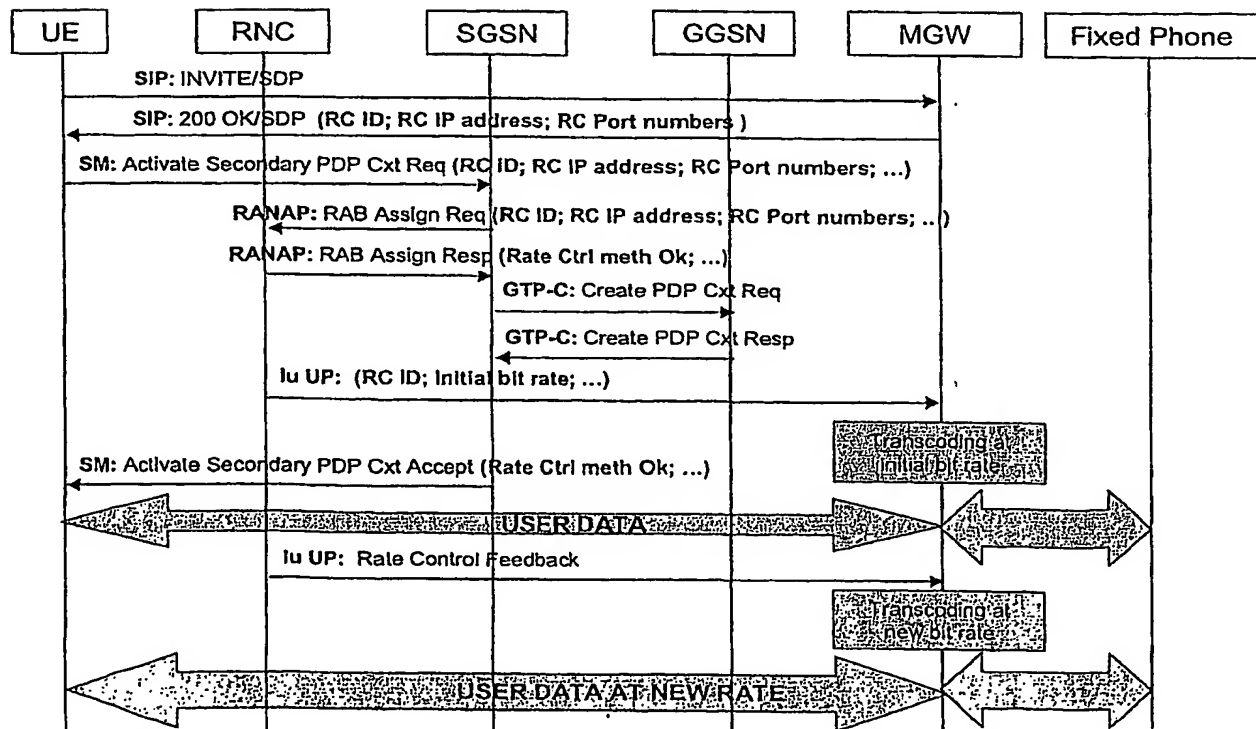 UE RNC SGSN GGSN MGW Fixed Phone
SIP: INVITE/SDP
SIP: 200 OK/SDP (RC ID; RC IP address; RC Port numbers )
SM: Activate Secondary PDP Cxt Req (RC ID; RC IP address; RC Port numbers; ...)
RANAP: RAB Assign Req (RC ID; RC IP address; RC Port numbers; ...)
RANAP: RAB Assign Resp (Rate Ctrl meth Ok; ...)
GTP-C: Create PDP Cxt Req
GTP-C: Create PDP Cxt Resp
Iu UP: (RC ID; Initial bit rate; ...)
Transcoding at
initial bit rate
SM: Activate Secondary PDP Cxt Accept (Rate Ctrl meth Ok; ...)
USER DATA
Iu UP: Rate Control Feedback
Transcoding at
new bit rate
USER DATA AT NEW RATE